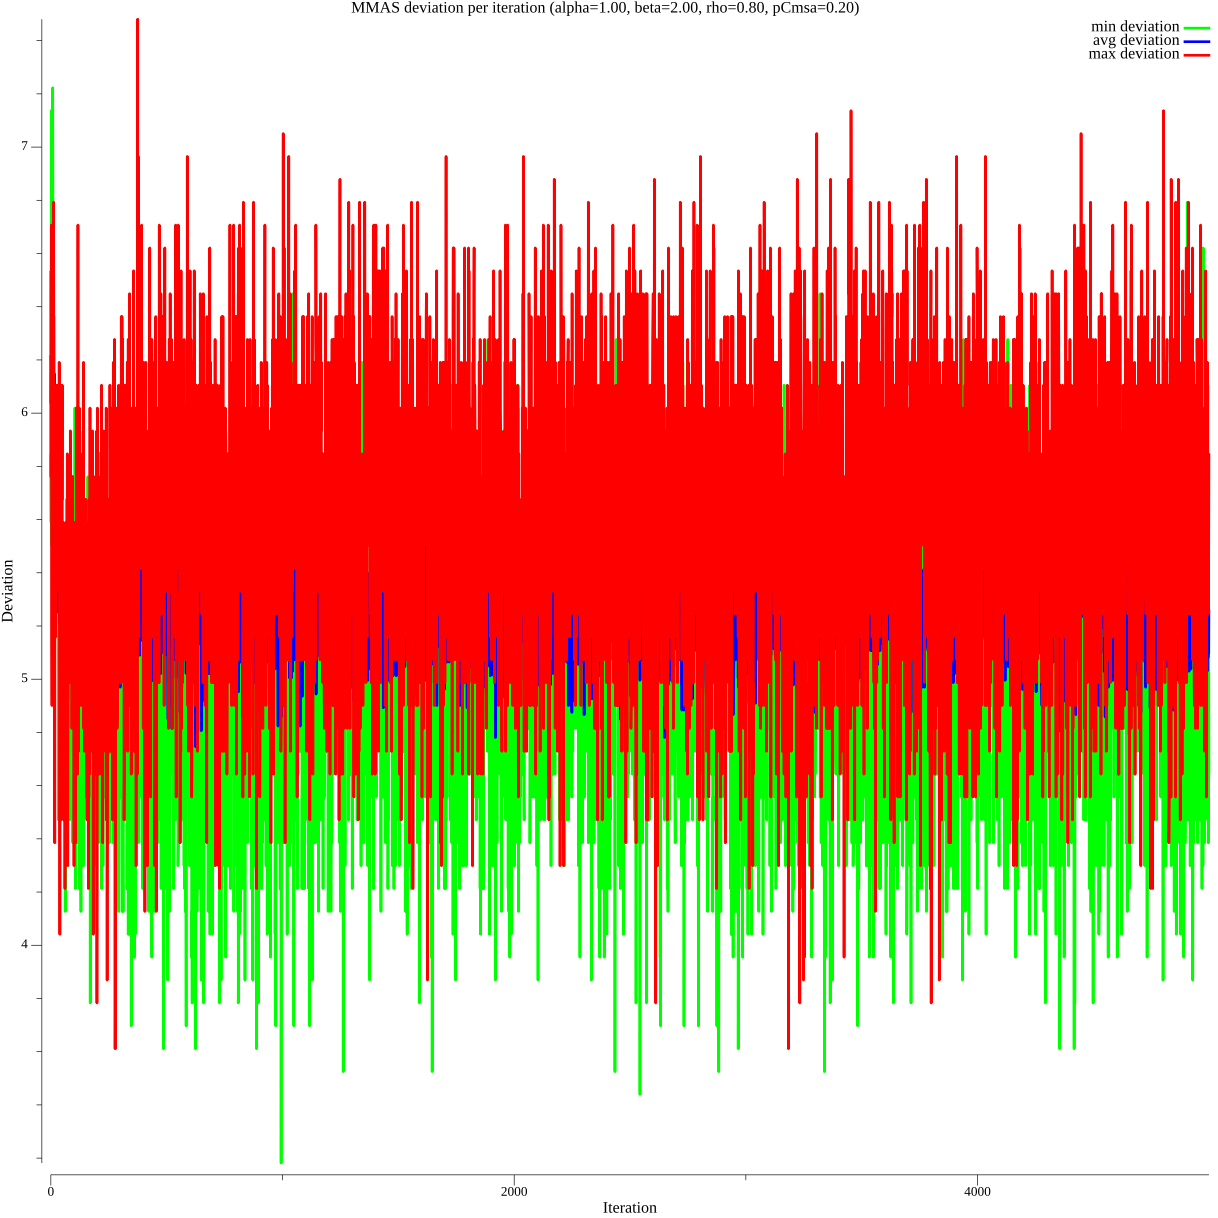 MMAS deviation per iteration (alpha=1.00, beta=2.00, rho=0.80, pCmsa=0.20)
min deviation
avg deviation
max deviation
7
6
5
4
Deviation
0
2000
4000
Iteration